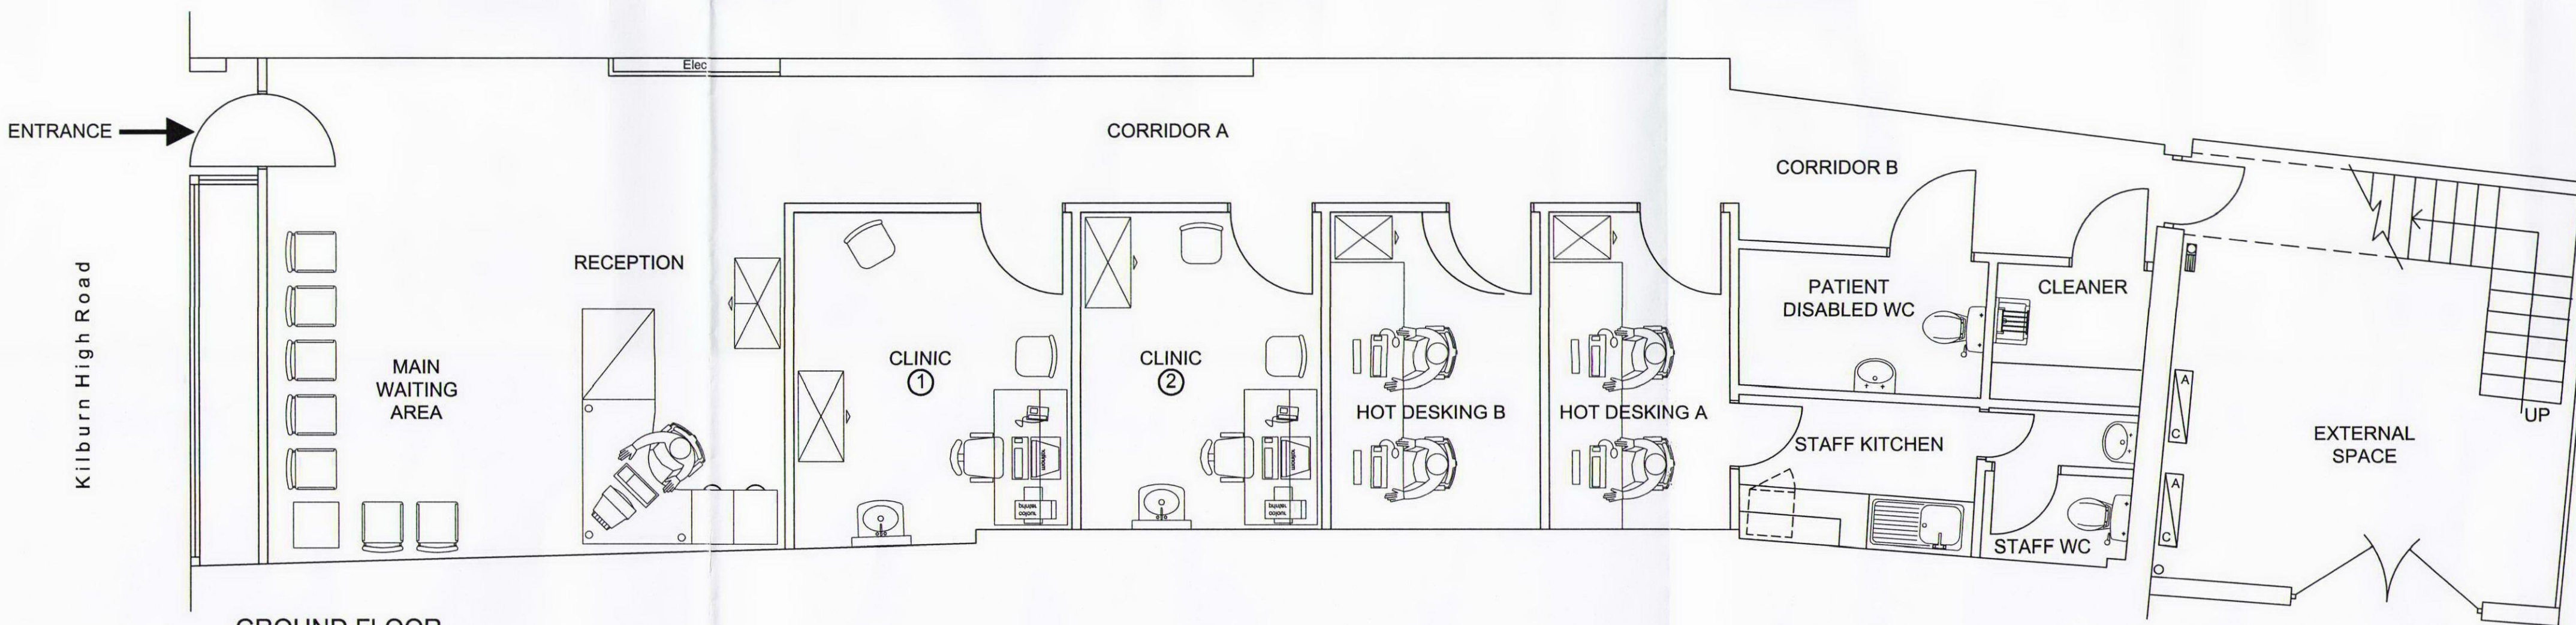 ENTRANCE
Kilburn High Road
Elec
CORRIDOR A
CORRIDOR B
RECEPTION
MAIN
WAITING
AREA
CLINIC
1
CLINIC
2
HOT DESKING B
HOT DESKING A
PATIENT
DISABLED WC
CLEANER
STAFF KITCHEN
STAFF WC
A
C
A
C
EXTERNAL
SPACE
UP
GROUND FLOOR